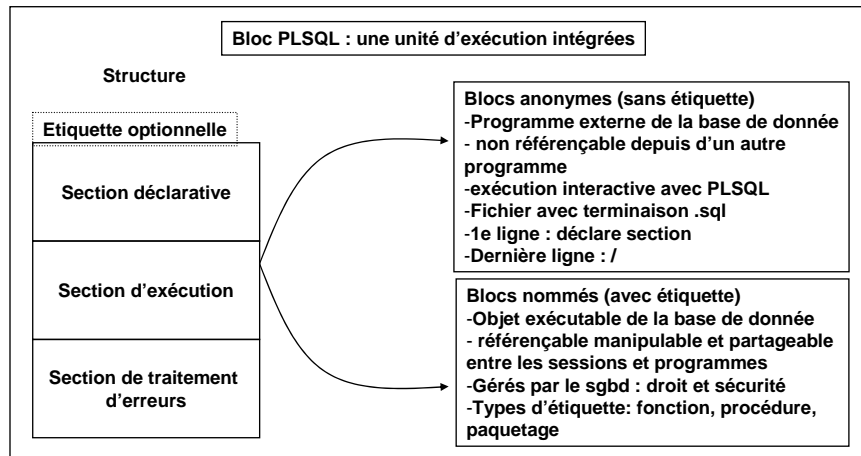 Bloc PLSQL : une unité d'exécution intégrées
Structure
Etiquette optionnelle
Section déclarative
Section d'exécution
Section de traitement
d'erreurs
Blocs anonymes (sans étiquette)
-Programme externe de la base de donnée
- non référençable depuis d'un autre
programme
-exécution interactive avec PLSQL
-Fichier avec terminaison .sql
-1e ligne : déclare section
-Dernière ligne : /
Blocs nommés (avec étiquette)
-Objet exécutable de la base de donnée
- référençable manipulable et partageable
entre les sessions et programmes
-Gérés par le sgbd : droit et sécurité
-Types d'étiquette: fonction, procédure,
paquetage